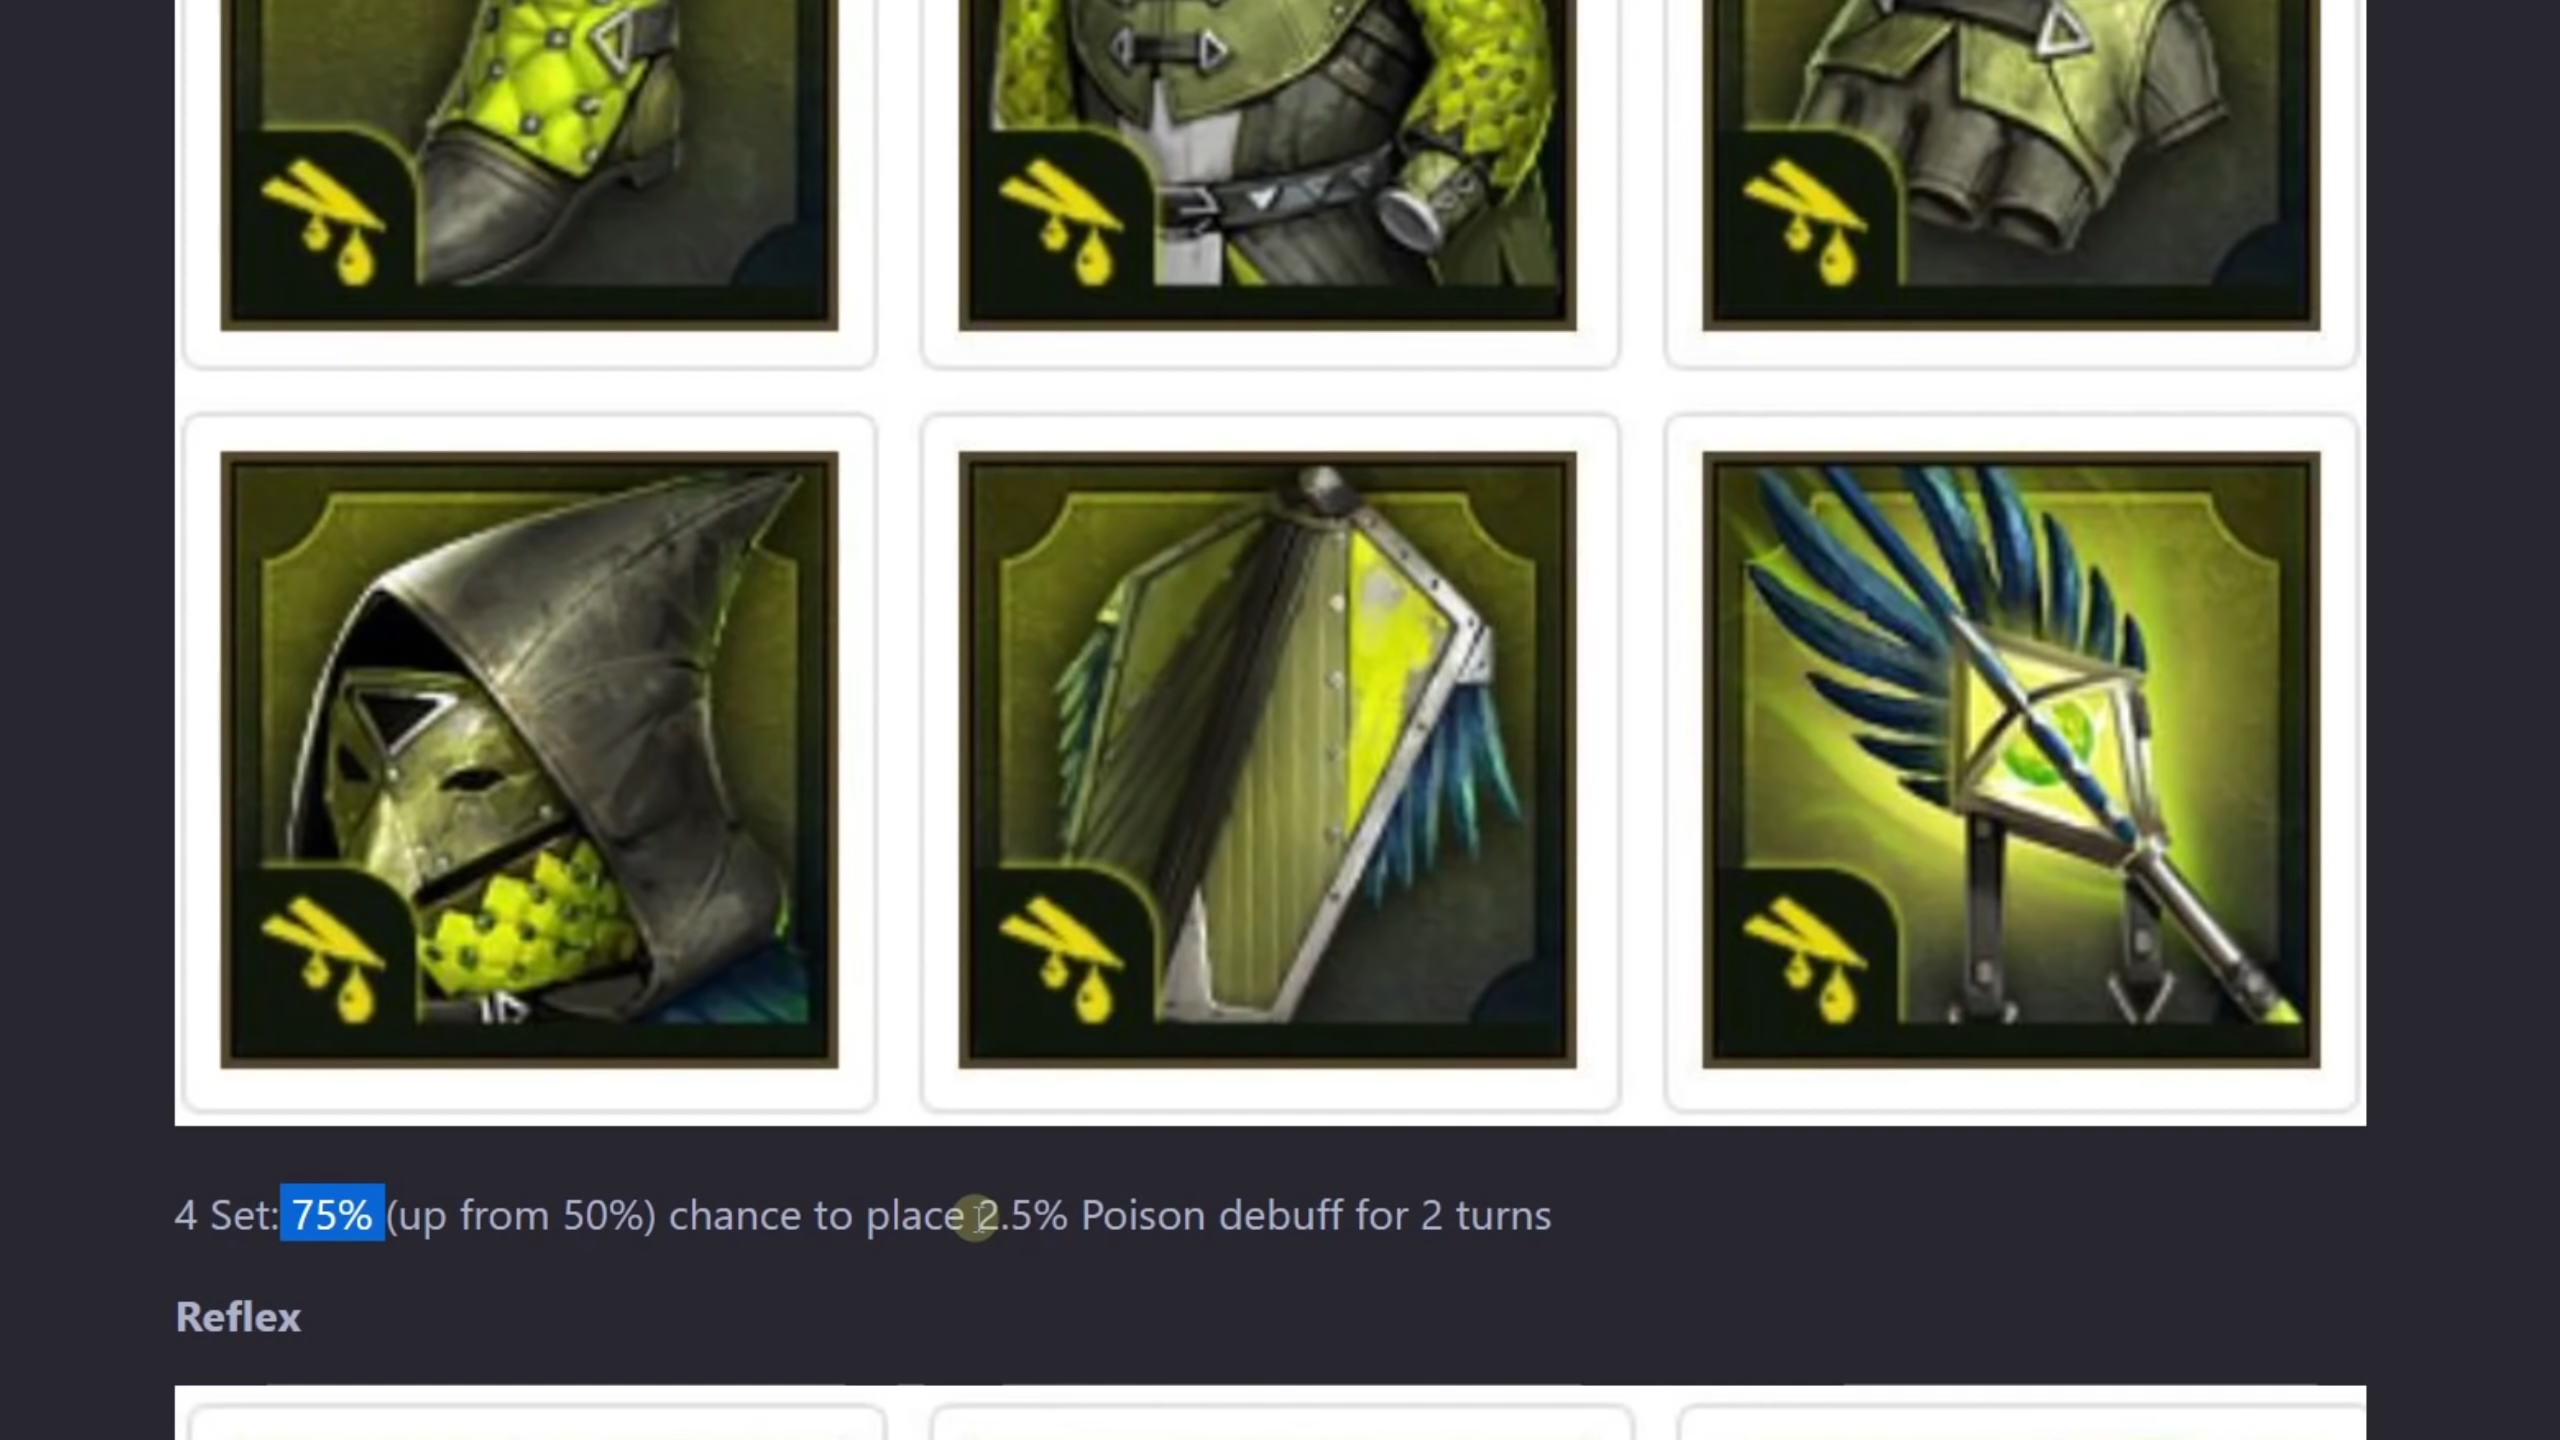 4 Set: 75% (up from 50%) chance to place 2.5% Poison debuff for 2 turns
Reflex